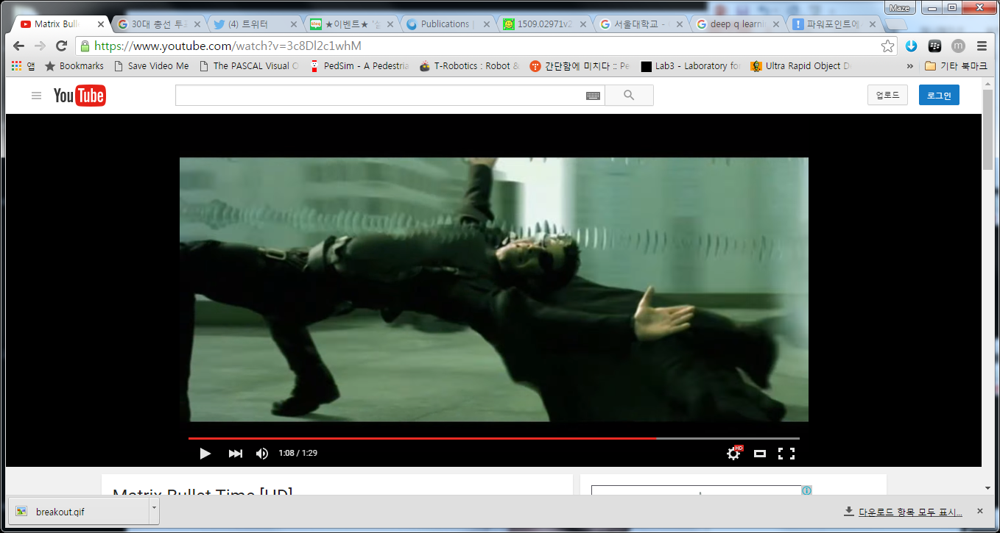 Maze
Matrix Bull
30대 총선 투표
(4) 트위터
★이벤트★
Publications |
1509.02971v2
서울대학교 -
deep q learni
파워포인트에
https://www.youtube.com/watch?v=3c8Dl2c1whM
m
앱
Bookmarks
Save Video Me
The PASCAL Visual O
PedSim - A Pedestria
T-Robotics : Robot &
간단함에 미치다 :: Pe
Lab3 - Laboratory for
Ultra Rapid Object D
»
기타 북마크
YouTube
업로드
로그인
1:08 / 1:29
HD
Matrix Bullet Time [HD]
breakout.gif
다운로드 항목 모두 표시...